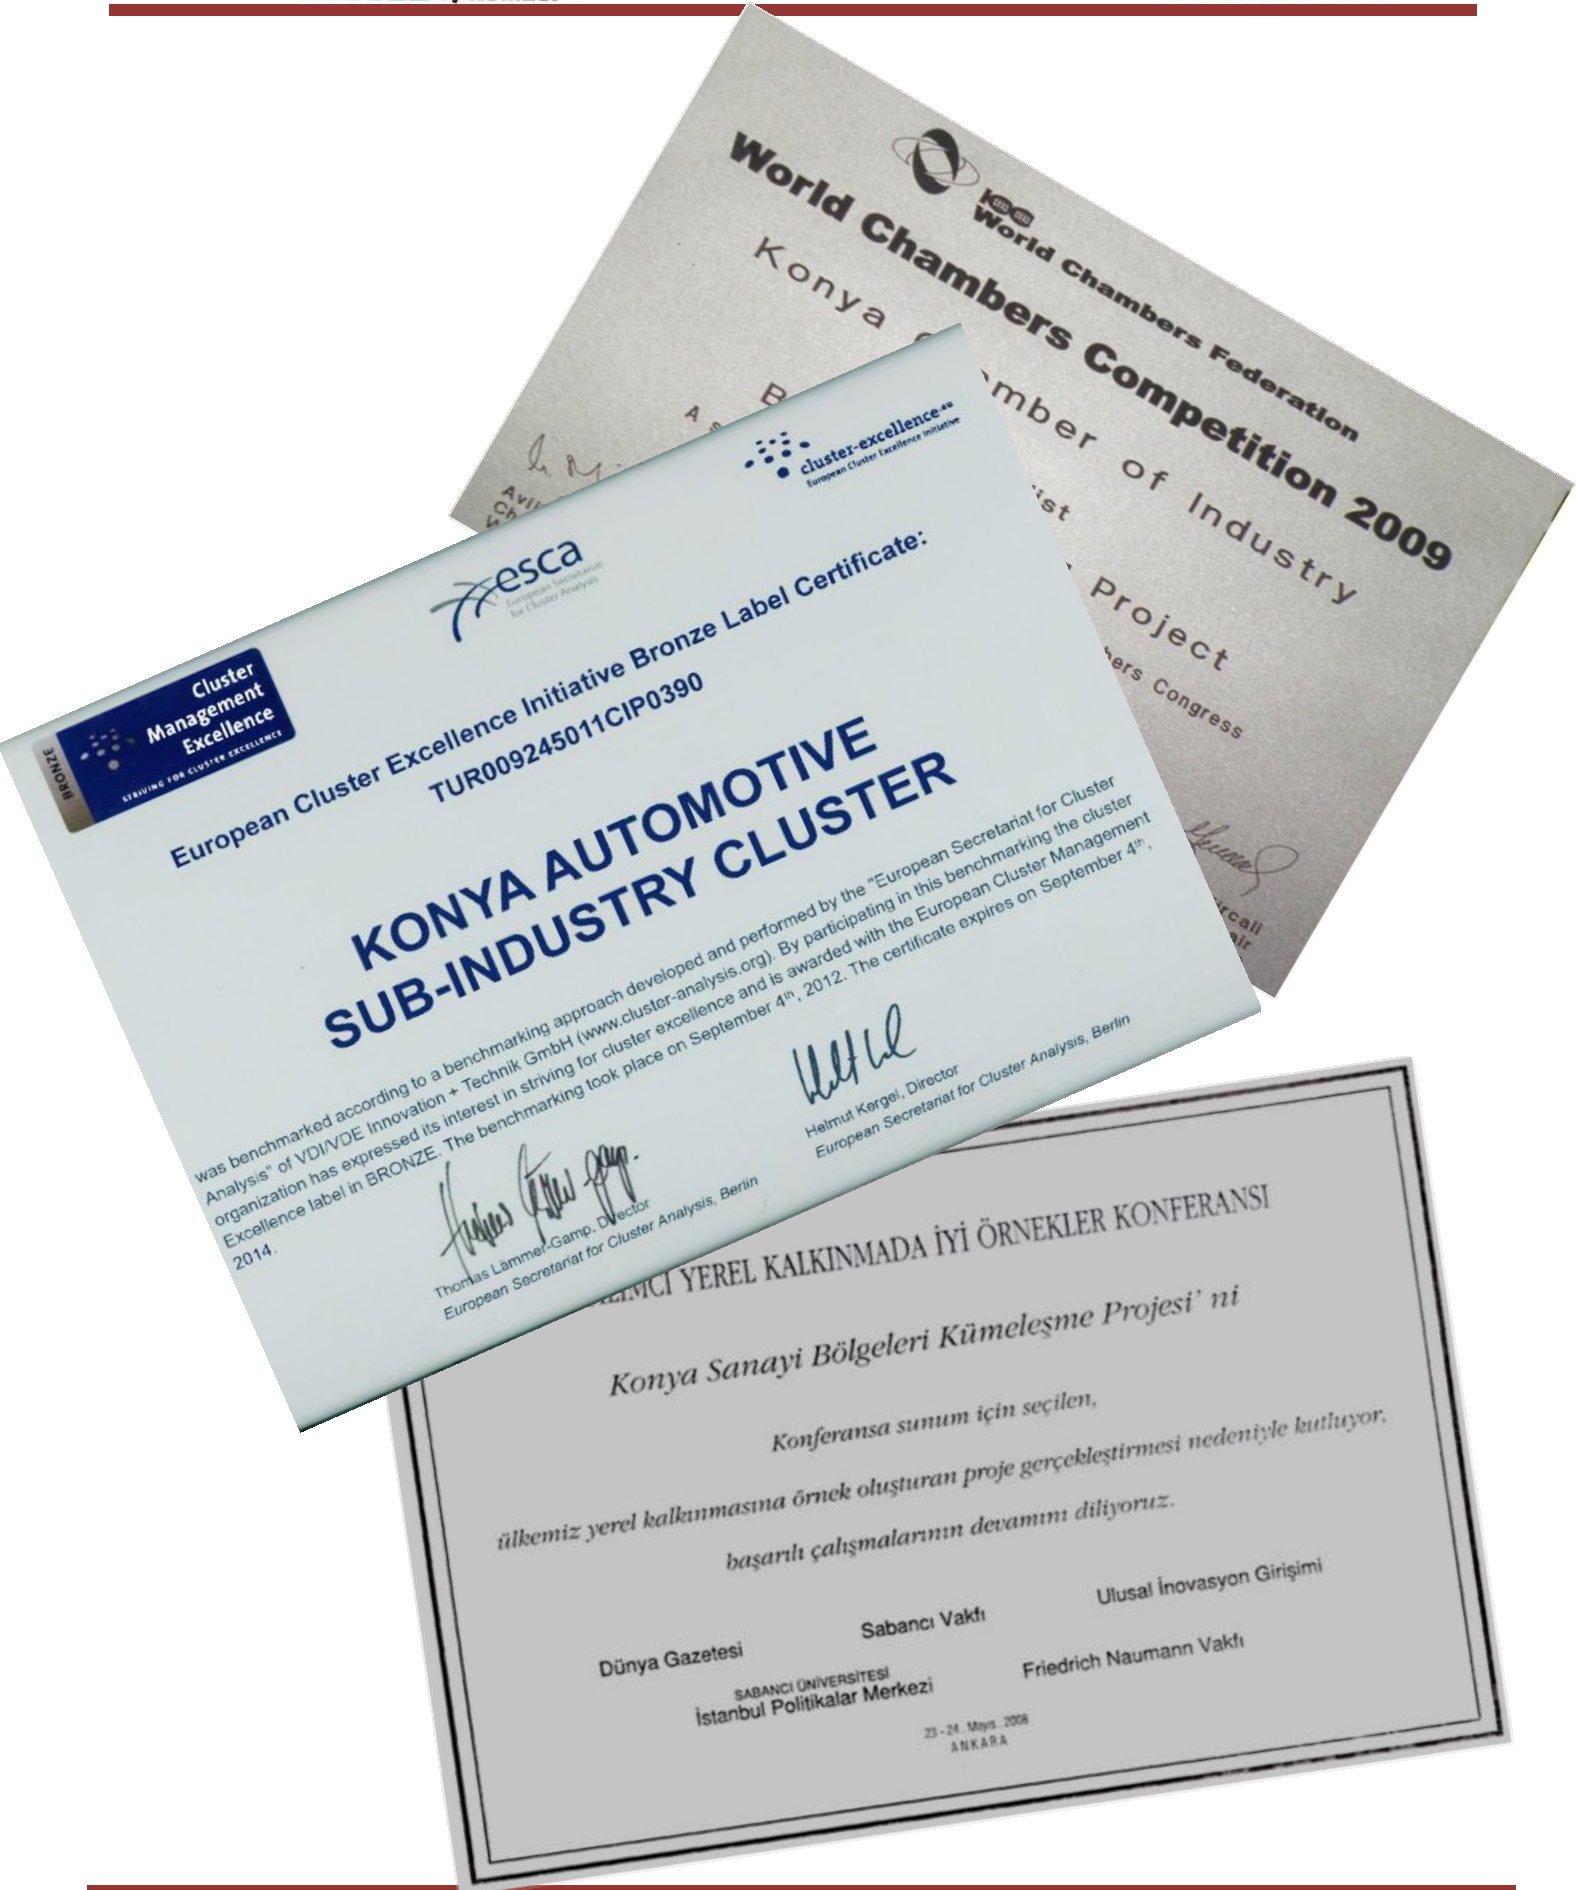 World Chambers Federation
World Chambers Competition 2009
Konya
mber of Industry
Project
Congress
cluster-excellence.eu
European Cluster Excellence Initiative
esca
European Secretariat
for Cluster Analysis
BRONZE
Cluster
Management
Excellence
STRIVING FOR CLUSTER EXCELLENCE
European Cluster Excellence Initiative Bronze Label Certificate:
TUR009245011CIP0390
KONYA AUTOMOTIVE
SUB-INDUSTRY CLUSTER
was benchmarked according to a benchmarking approach developed and performed by the "European Secretariat for Cluster
Analysis" of VDI/VDE Innovation + Technik GmbH (www.cluster-analysis.org). By participating in this benchmarking the cluster
organization has expressed its interest in striving for cluster excellence and is awarded with the European Cluster Management
Excellence label in BRONZE. The benchmarking took place on September 4th, 2012. The certificate expires on September 4th,
2014.
Thomas Lämmer-Gamp, Director
European Secretariat for Cluster Analysis, Berlin
Helmut Kergel, Director
European Secretariat for Cluster Analysis, Berlin
YEREL KALKINMADA İYİ ÖRNEKLER KONFERANSI
Konya Sanayi Bölgeleri Kümeleşme Projesi' ni
Konferansa sunum için seçilen,
ülkemiz yerel kalkınmasına örnek oluşturan proje gerçekleştirmesi nedeniyle kutluyor,
başarılı çalışmalarının devamını diliyoruz.
Dünya Gazetesi
Sabancı Vakfı
Ulusal İnovasyon Girişimi
SABANCI ÜNİVERSİTESİ
İstanbul Politikalar Merkezi
Friedrich Naumann Vakfı
23 - 24 . Mayıs . 2008
ANKARA